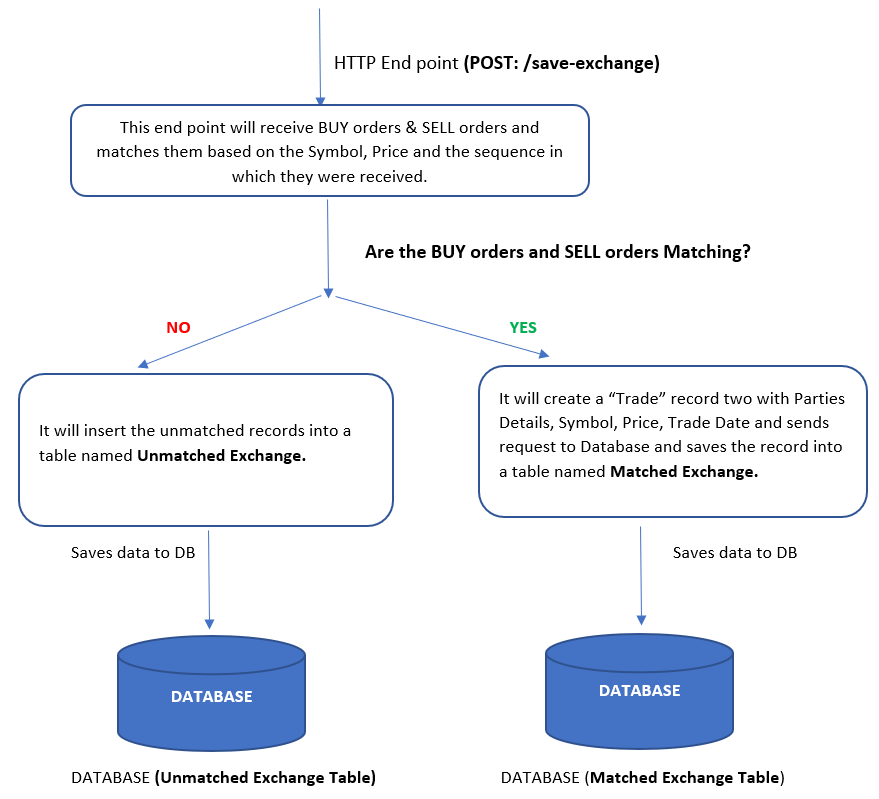 HTTP End point (POST: /save-exchange)
This end point will receive BUY orders & SELL orders and
matches them based on the Symbol, Price and the sequence in
which they were received.
Are the BUY orders and SELL orders Matching?
NO
YES
It will insert the unmatched records into a
table named Unmatched Exchange.
It will create a “Trade” record two with Parties
Details, Symbol, Price, Trade Date and sends
request to Database and saves the record into
a table named Matched Exchange.
Saves data to DB
Saves data to DB
DATABASE
DATABASE
DATABASE (Unmatched Exchange Table)
DATABASE (Matched Exchange Table)